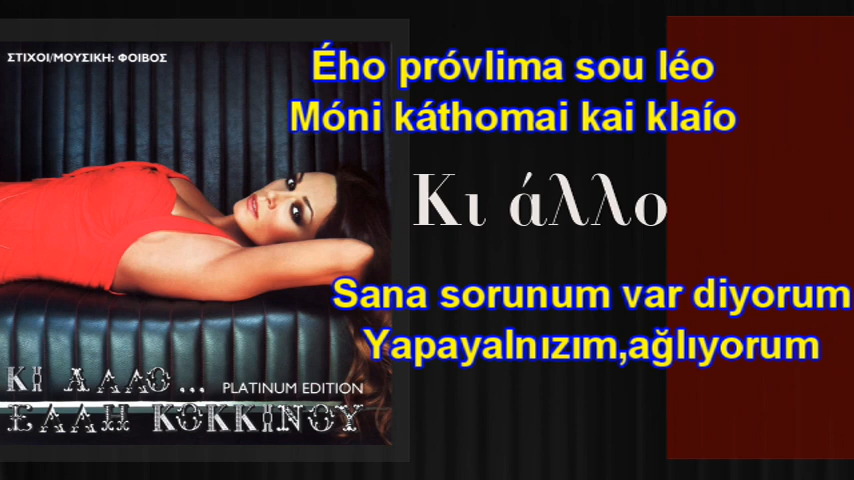 ΣΤΙΧΟΙ/ΜΟΥΣΙΚΗ: ΦΟΙΒΟΣ
Ého próvlima sou léo
Móni káthomai kai klaío
Κι άλλο
Sana sorunum var diyorum
Yapayalnızım,ağlıyorum
ΚΙ ΑΛΛΟ... PLATINUM EDITION
ΕΛΛΗ ΚΟΚΚΙΝΟΥ